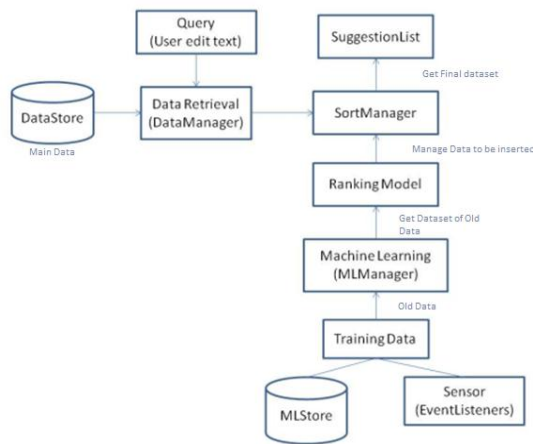 Query
(User edit text)
SuggestionList
Get Final dataset
DataStore
Main Data
Data Retrieval
(DataManager)
SortManager
Manage Data to be inserted
Ranking Model
Get Dataset of Old
Data
Machine Learning
(MLManager)
Old Data
Training Data
MLStore
Sensor
(EventListeners)